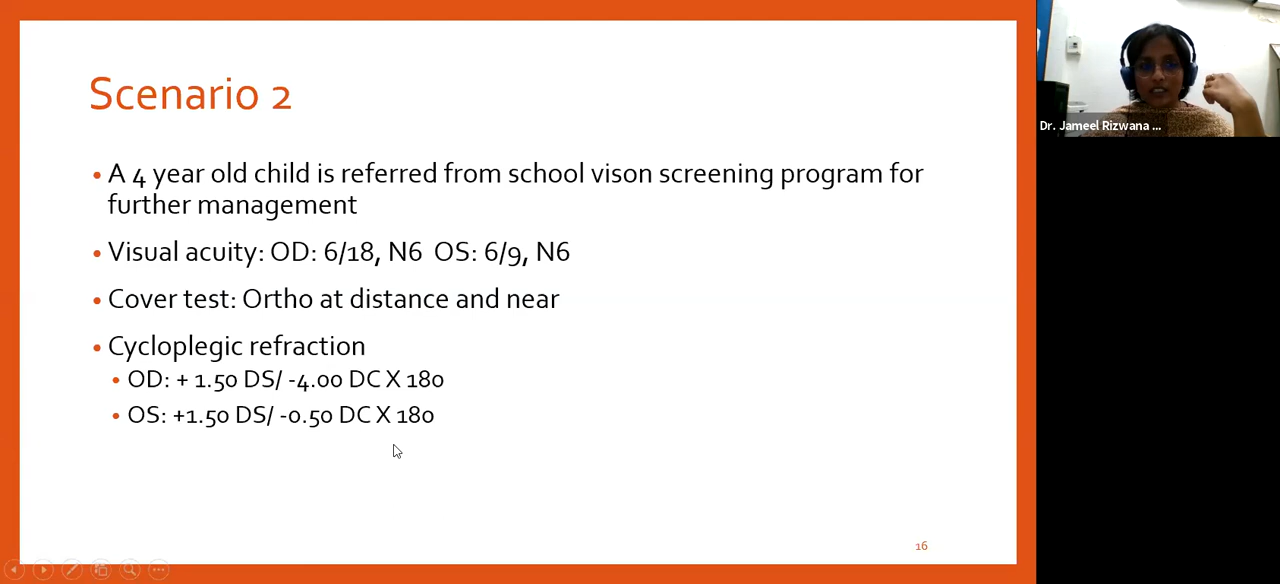 Scenario 2
• A 4 year old child is referred from school vison screening program for
further management
• Visual acuity: OD: 6/18, N6 OS: 6/9, N6
• Cover test: Ortho at distance and near
• Cycloplegic refraction
• OD: + 1.50 DS/ -4.00 DC X 180
• OS: +1.50 DS/ -0.50 DC X 180
16
Dr. Jameel Rizwana ...